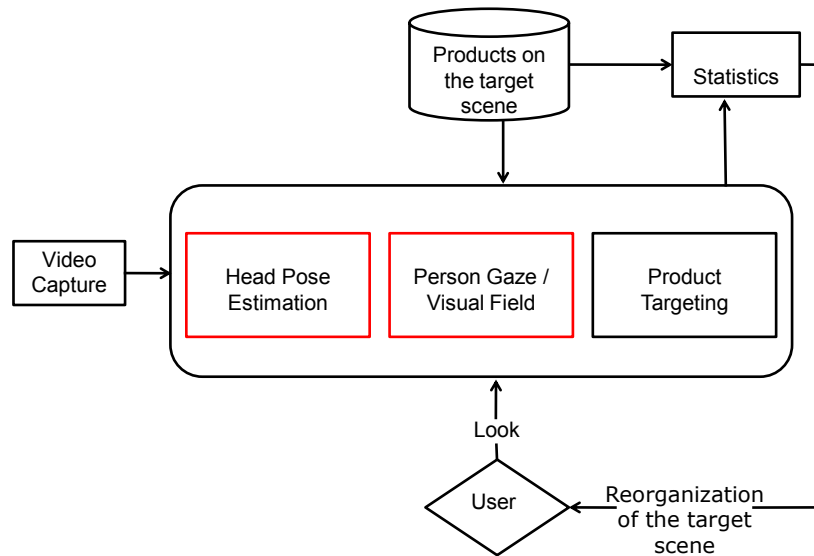 Products on
the target
scene
Statistics
Video
Capture
Head Pose
Estimation
Person Gaze /
Visual Field
Product
Targeting
Look
User
Reorganization
of the target
scene